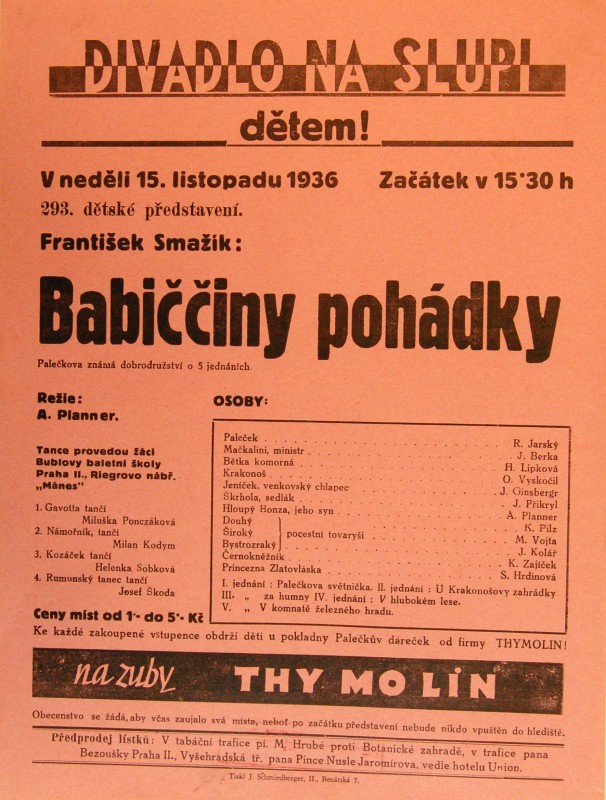 DIVADLO NA SLUPI
dětem!
V neděli 15. listopadu 1936 Začátek v 15·30 h
293. dětské představení.
František Smažík:
Babiččiny pohádky
Palečkova známá dobrodružství o 5 jednáních.
Režie:
A. Planner.
Tance provedou žáci
Bublovy baletní školy
Praha II., Riegrovo nábř.
„Mánes"
1. Gavotta tančí
Miluška Ponczáková
2. Námořník, tančí
Milan Kodym
3. Kozáček tančí
Helenka Sobková
4. Rumunský tanec tančí
Josef Škoda
Ceny míst od 1·- do 5·- Kč
OSOBY:
Paleček . . . . . R. Jarský
Mačkalini, ministr . . . . . J. Berka
Bětka komorná . . . . . H. Lipková
Krakonoš . . . . . O. Vyskočil
Jeníček, venkovský chlapec . . . . . J. Ginsbergr
Škrhola, sedlák . . . . . J. Přikryl
Hloupý Honza, jeho syn . . . . . A. Planner
Douhý . . . . . K. Pilz
Široký } pocestní tovaryši . . . . . M. Vojta
Bystrozraký . . . . . J. Kolář
Černokněžník . . . . . K. Zajíček
Princezna Zlatovláska . . . . . S. Hrdinová
I. jednání : Palečkova světnička. II. jednání : U Krakonošovy zahrádky
III. „ za humny IV. jednání : V hlubokém lese.
V. „ V komnatě železného hradu.
Ke každé zakoupené vstupence obdrží děti u pokladny Palečkův dáreček od firmy THYMOLIN!
na zuby THYMOLIN
Obecenstvo se žádá, aby včas zaujalo svá místa, neboť po začátku představení nebude nikdo vpuštěn do hlediště.
Předprodej lístků: V tabáční trafice pí. M. Hrubé proti Botanické zahradě, v trafice pana
Bezoušky Praha II., Vyšehradská tř. pana Pince Nusle Jaromírova, vedle hotelu Union.
Tiskl J. Schmiedberger, II., Benátská 7.